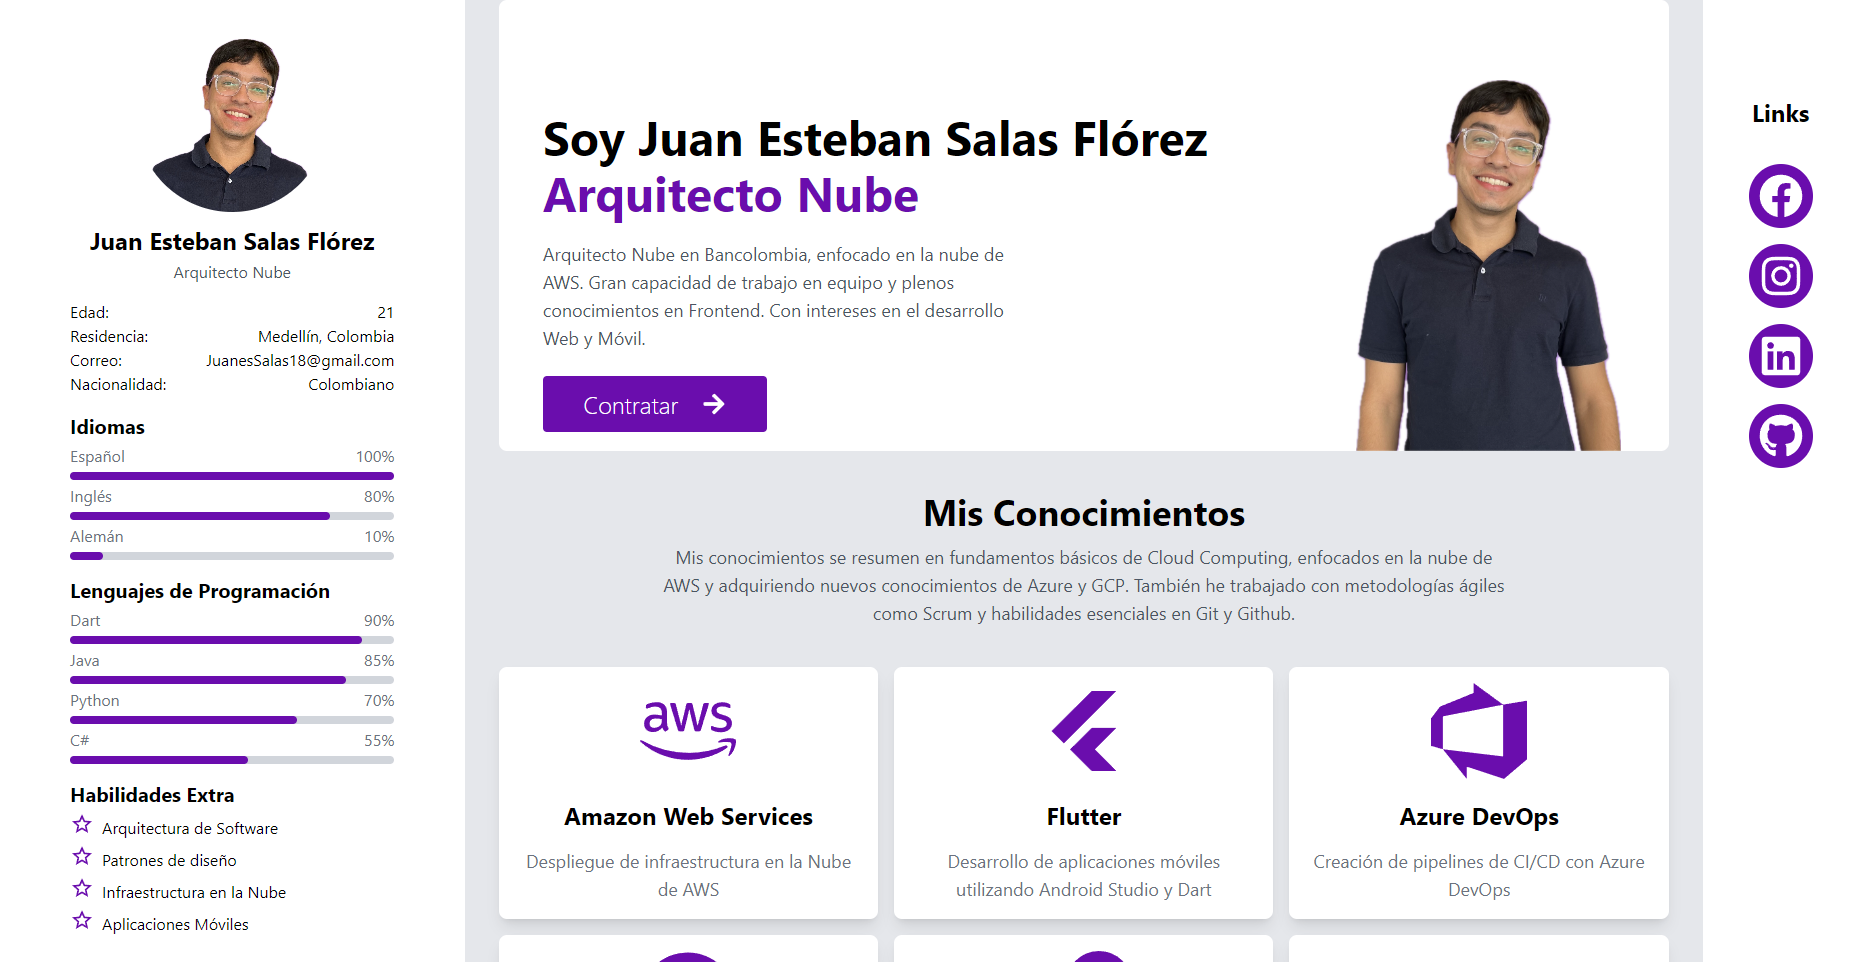 Juan Esteban Salas Flórez
Arquitecto Nube
Edad: 21
Residencia: Medellín, Colombia
Correo: JuanesSalas18@gmail.com
Nacionalidad: Colombiano
Idiomas
Español 100%
Inglés 80%
Alemán 10%
Lenguajes de Programación
Dart 90%
Java 85%
Python 70%
C# 55%
Habilidades Extra
Arquitectura de Software
Patrones de diseño
Infraestructura en la Nube
Aplicaciones Móviles
Soy Juan Esteban Salas Flórez
Arquitecto Nube
Arquitecto Nube en Bancolombia, enfocado en la nube de
AWS. Gran capacidad de trabajo en equipo y plenos
conocimientos en Frontend. Con intereses en el desarrollo
Web y Móvil.
Contratar
Mis Conocimientos
Mis conocimientos se resumen en fundamentos básicos de Cloud Computing, enfocados en la nube de
AWS y adquiriendo nuevos conocimientos de Azure y GCP. También he trabajado con metodologías ágiles
como Scrum y habilidades esenciales en Git y Github.
aws
Amazon Web Services
Despliegue de infraestructura en la Nube
de AWS
Flutter
Desarrollo de aplicaciones móviles
utilizando Android Studio y Dart
Azure DevOps
Creación de pipelines de CI/CD con Azure
DevOps
Links
in